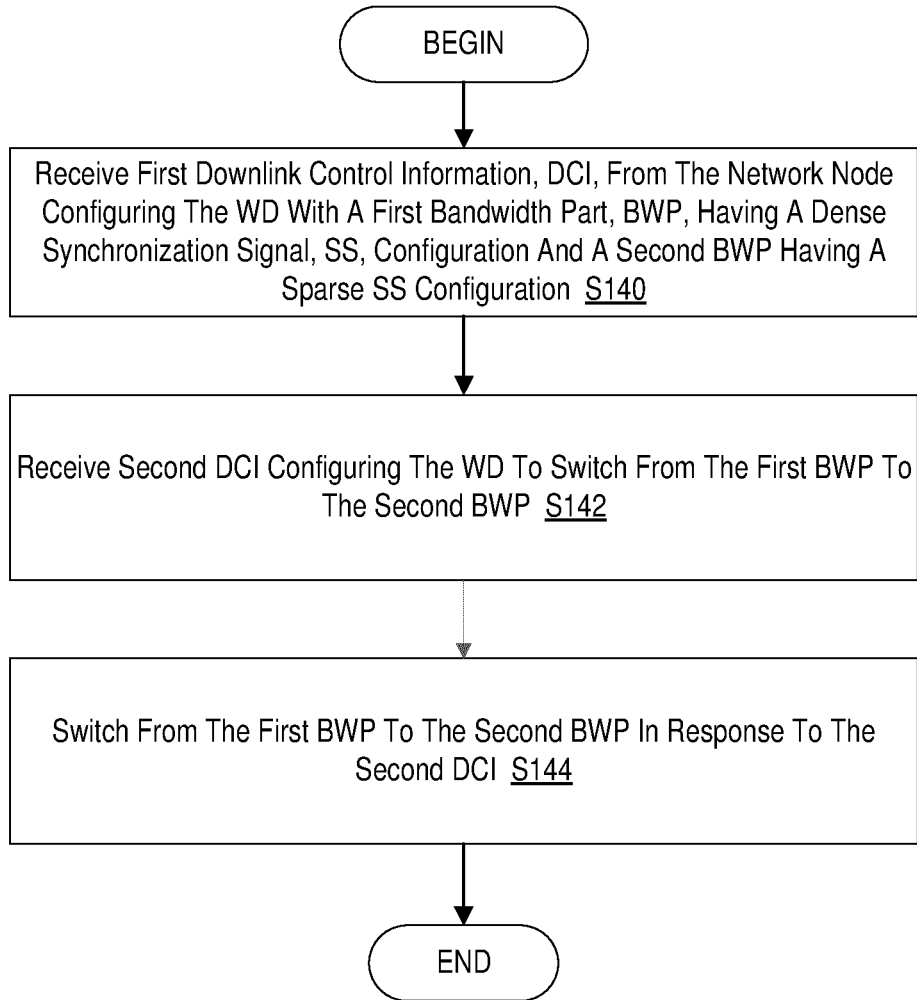 BEGIN
Receive First Downlink Control Information, DCI, From The Network Node
Configuring The WD With A First Bandwidth Part, BWP, Having A Dense
Synchronization Signal, SS, Configuration And A Second BWP Having A
Sparse SS Configuration S140
Receive Second DCI Configuring The WD To Switch From The First BWP To
The Second BWP S142
Switch From The First BWP To The Second BWP In Response To The
Second DCI S144
END